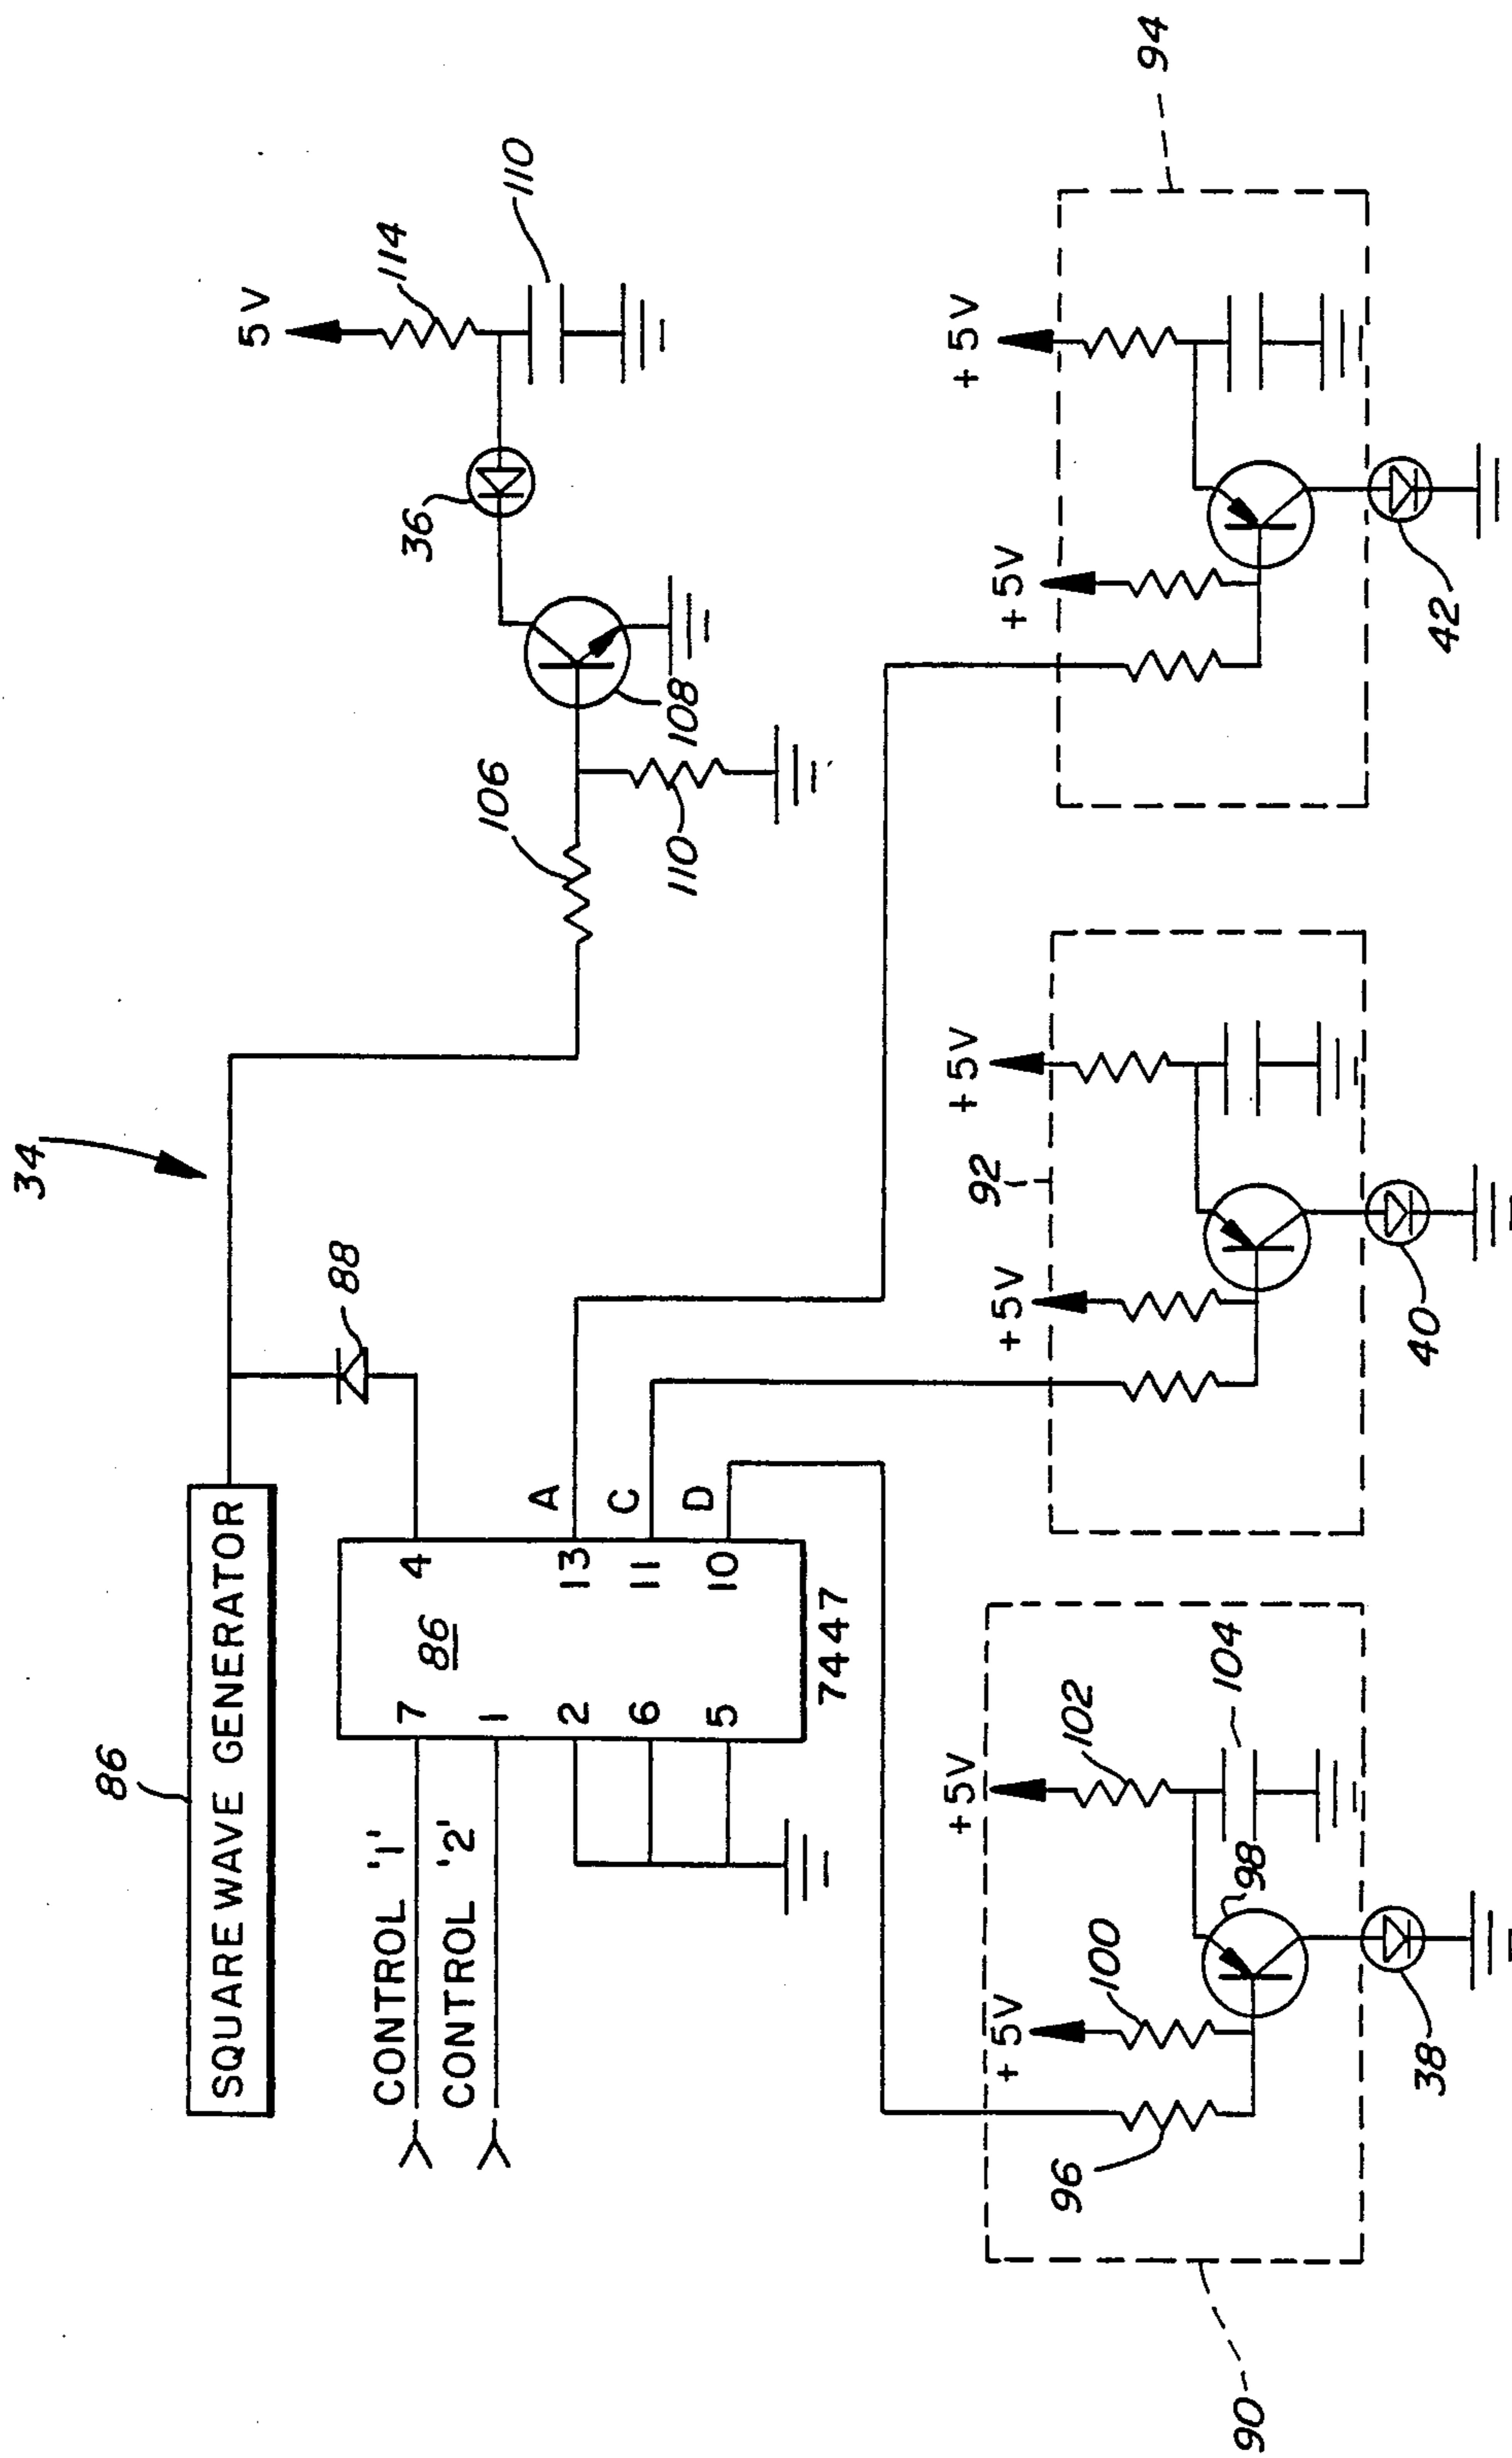 34
86
SQUAREWAVE GENERATOR
88
5V
114
110
36
108
106
110
CONTROL '1'
CONTROL '2'
7
1
2
6
5
86
4
13
11
10
A
C
D
7447
90
96
+5V
100
98
+5V
102
104
38
92
+5V
+5V
40
94
+5V
+5V
42